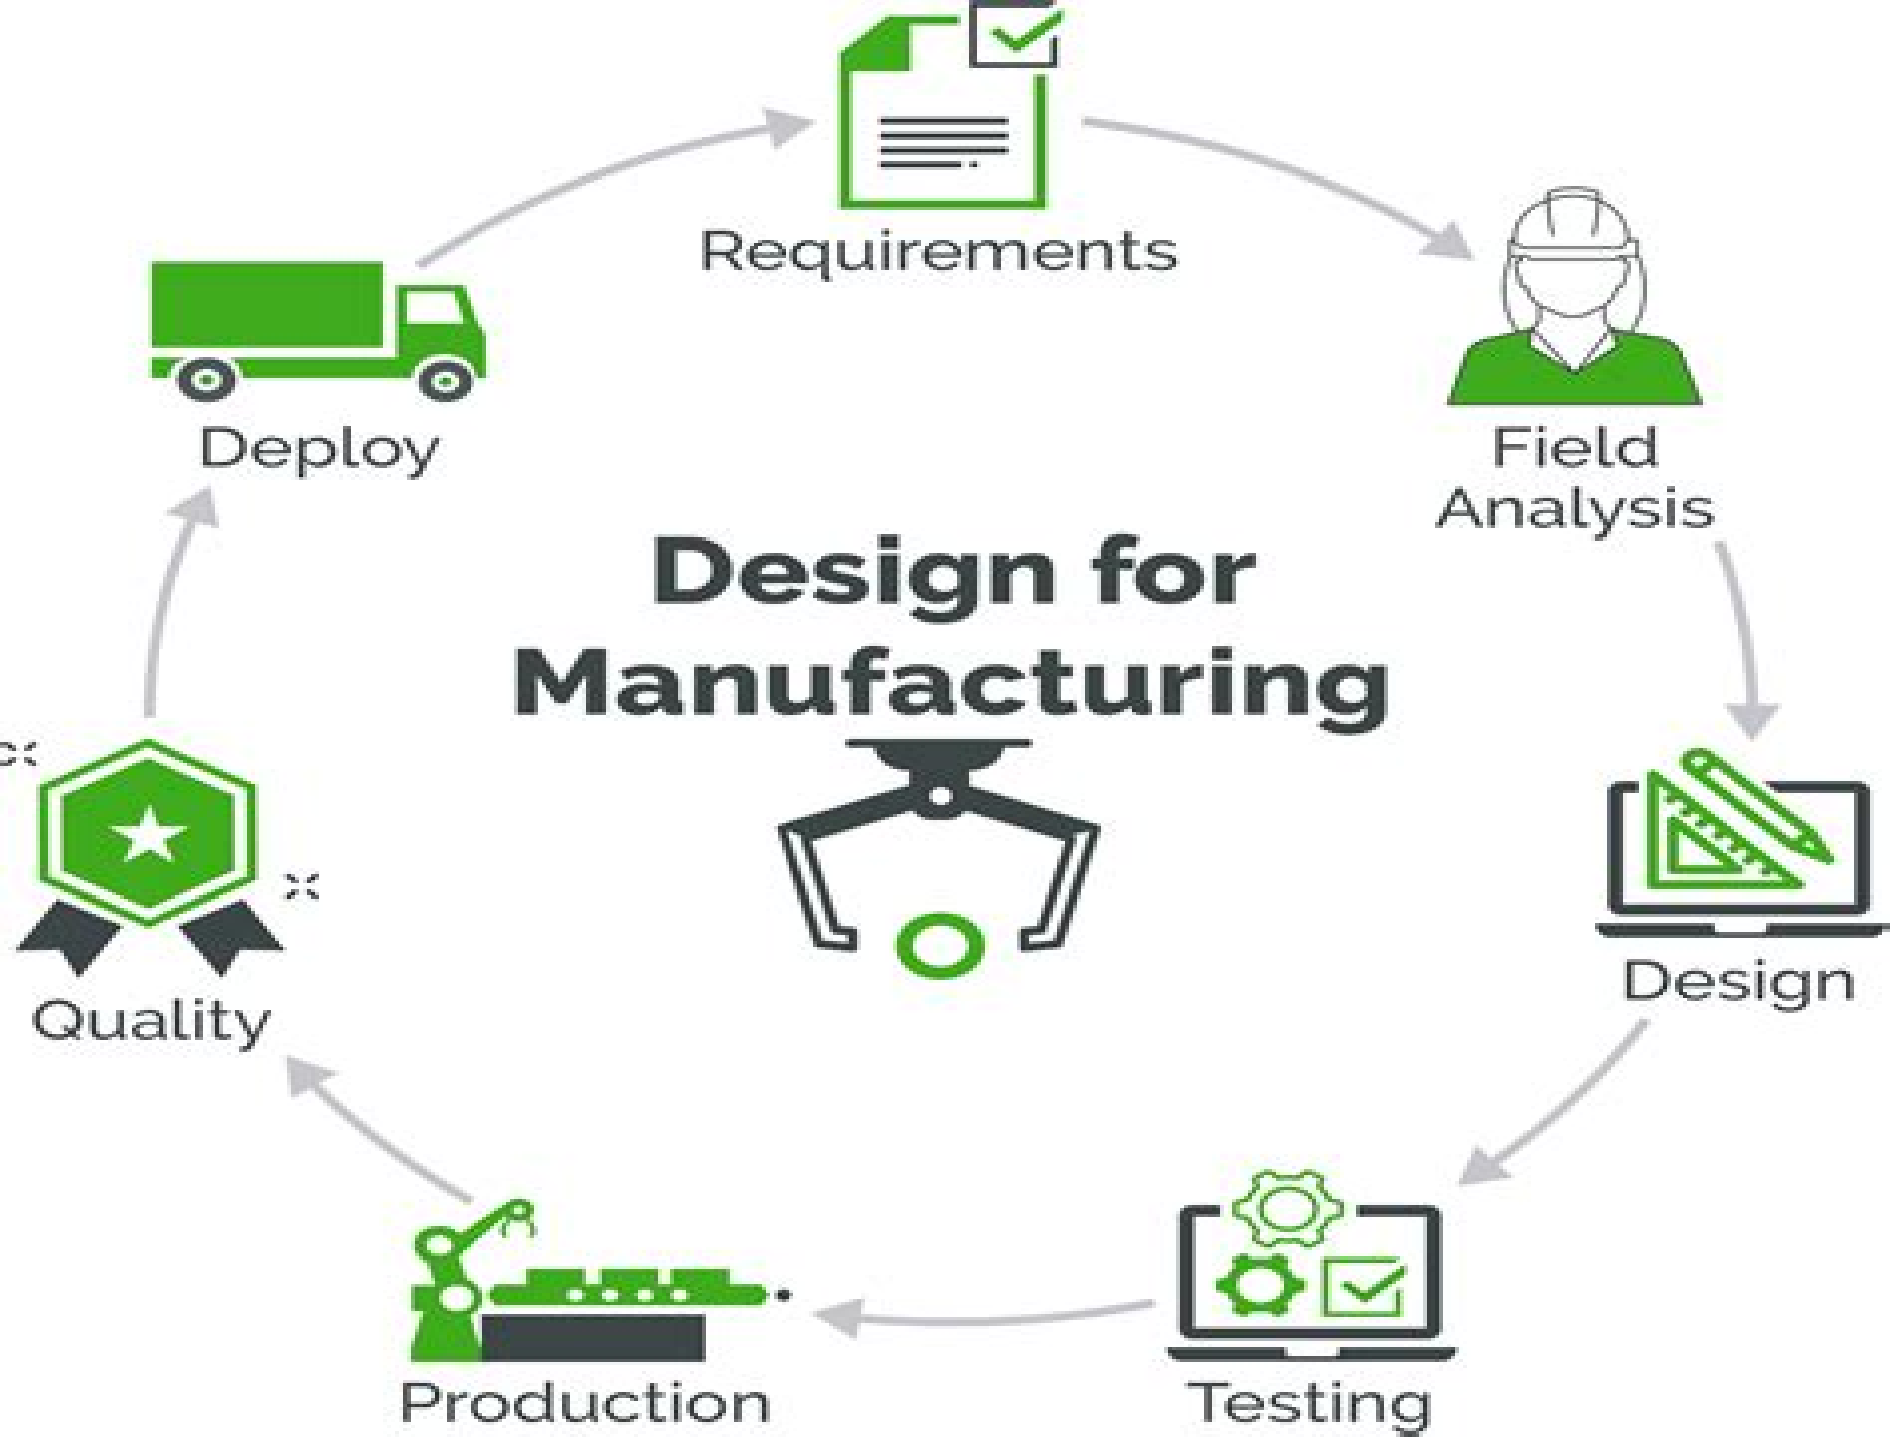 Requirements
Field
Analysis
Design
Testing
Production
Quality
Deploy
Design for
Manufacturing